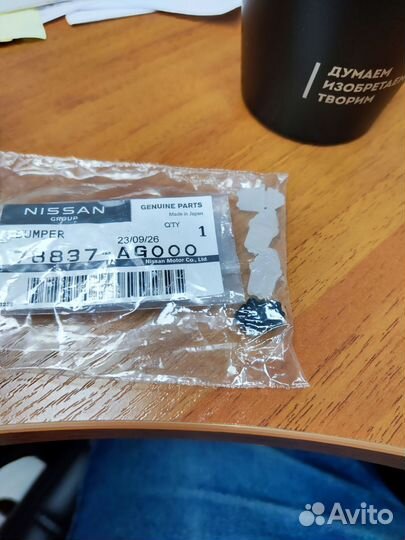 ДУМАЕМ
ИЗОБРЕТАЕМ
ТВОРИМ
NISSAN
GROUP
GENUINE PARTS
Made in Japan
QTY
BUMPER
23/09/26
1
78837-AG000
Nissan Motor Co., Ltd
Avito